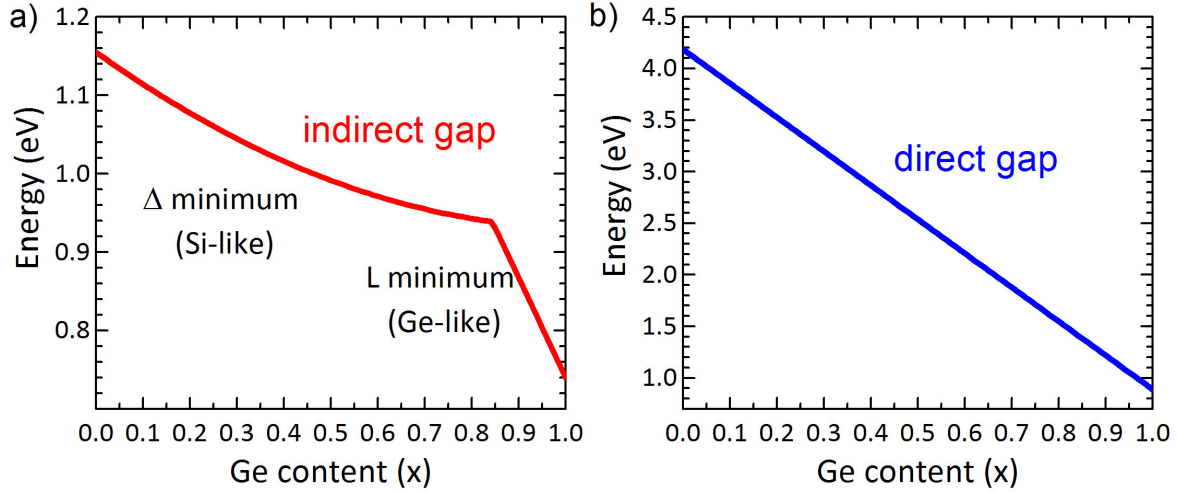 a)
1.2
1.1
1.0
0.9
0.8
Energy (eV)
indirect gap
Δ minimum
(Si-like)
L minimum
(Ge-like)
0.0 0.1 0.2 0.3 0.4 0.5 0.6 0.7 0.8 0.9 1.0
Ge content (x)
b)
4.5
4.0
3.5
3.0
2.5
2.0
1.5
1.0
Energy (eV)
direct gap
0.0 0.1 0.2 0.3 0.4 0.5 0.6 0.7 0.8 0.9 1.0
Ge content (x)